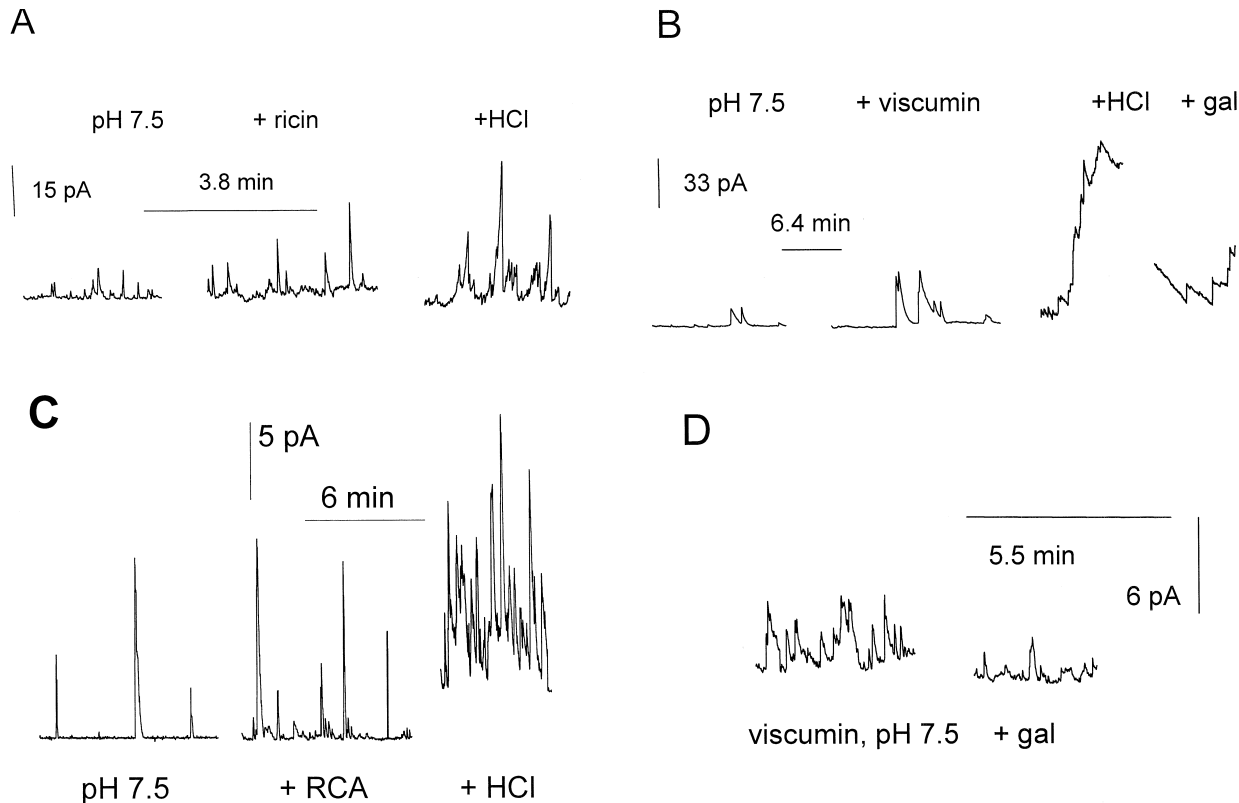 A
pH 7.5 + ricin +HCl
15 pA
3.8 min
B
pH 7.5 + viscumin +HCl + gal
33 pA
6.4 min
C
5 pA
6 min
pH 7.5 + RCA + HCl
D
5.5 min
6 pA
viscumin, pH 7.5 + gal